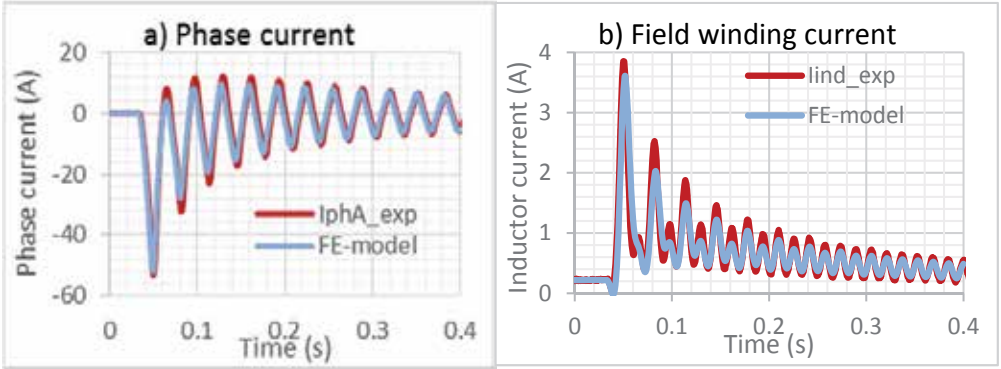 a) Phase current
Phase current (A)
20
0
-20
-40
-60
IphA_exp
FE-model
0 0.1 0.2 0.3 0.4
Time (s)
b) Field winding current
Inductor current (A)
4
3
2
1
0
Iind_exp
FE-model
0 0.1 0.2 0.3 0.4
Time (s)